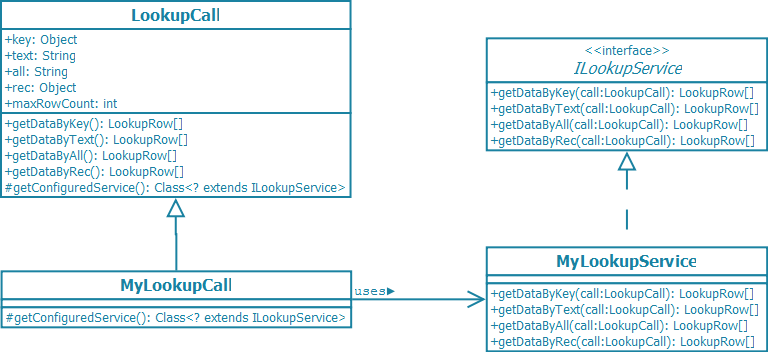 LookupCall
+key: Object
+text: String
+all: String
+rec: Object
+maxRowCount: int
+getDataByKey(): LookupRow[]
+getDataByText(): LookupRow[]
+getDataByAll(): LookupRow[]
+getDataByRec(): LookupRow[]
#getConfiguredService(): Class<? extends ILookupService>
<<interface>>
ILookupService
+getDataByKey(call:LookupCall): LookupRow[]
+getDataByText(call:LookupCall): LookupRow[]
+getDataByAll(call:LookupCall): LookupRow[]
+getDataByRec(call:LookupCall): LookupRow[]
MyLookupCall
#getConfiguredService(): Class<? extends ILookupService>
uses▶
MyLookupService
+getDataByKey(call:LookupCall): LookupRow[]
+getDataByText(call:LookupCall): LookupRow[]
+getDataByAll(call:LookupCall): LookupRow[]
+getDataByRec(call:LookupCall): LookupRow[]